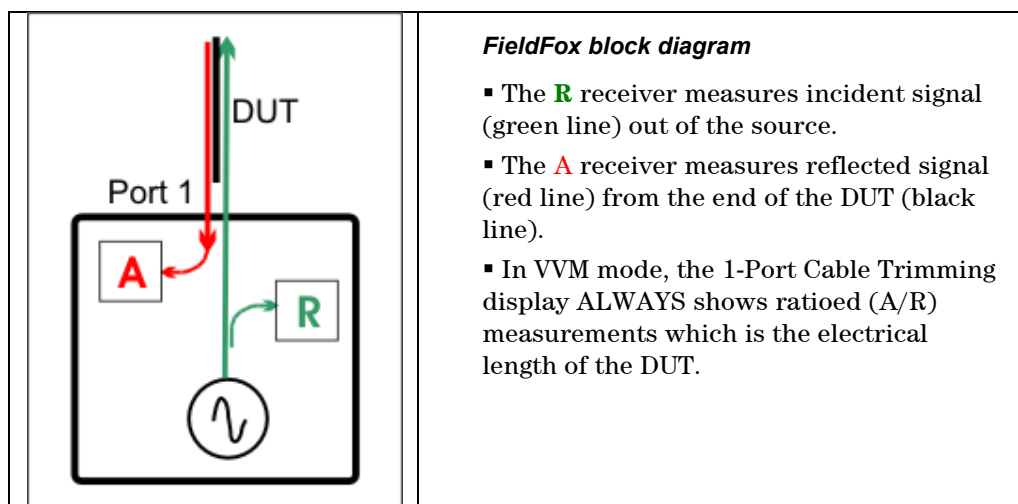 DUT
Port 1
A
R
FieldFox block diagram
▪ The R receiver measures incident signal
(green line) out of the source.
▪ The A receiver measures reflected signal
(red line) from the end of the DUT (black
line).
▪ In VVM mode, the 1-Port Cable Trimming
display ALWAYS shows ratioed (A/R)
measurements which is the electrical
length of the DUT.